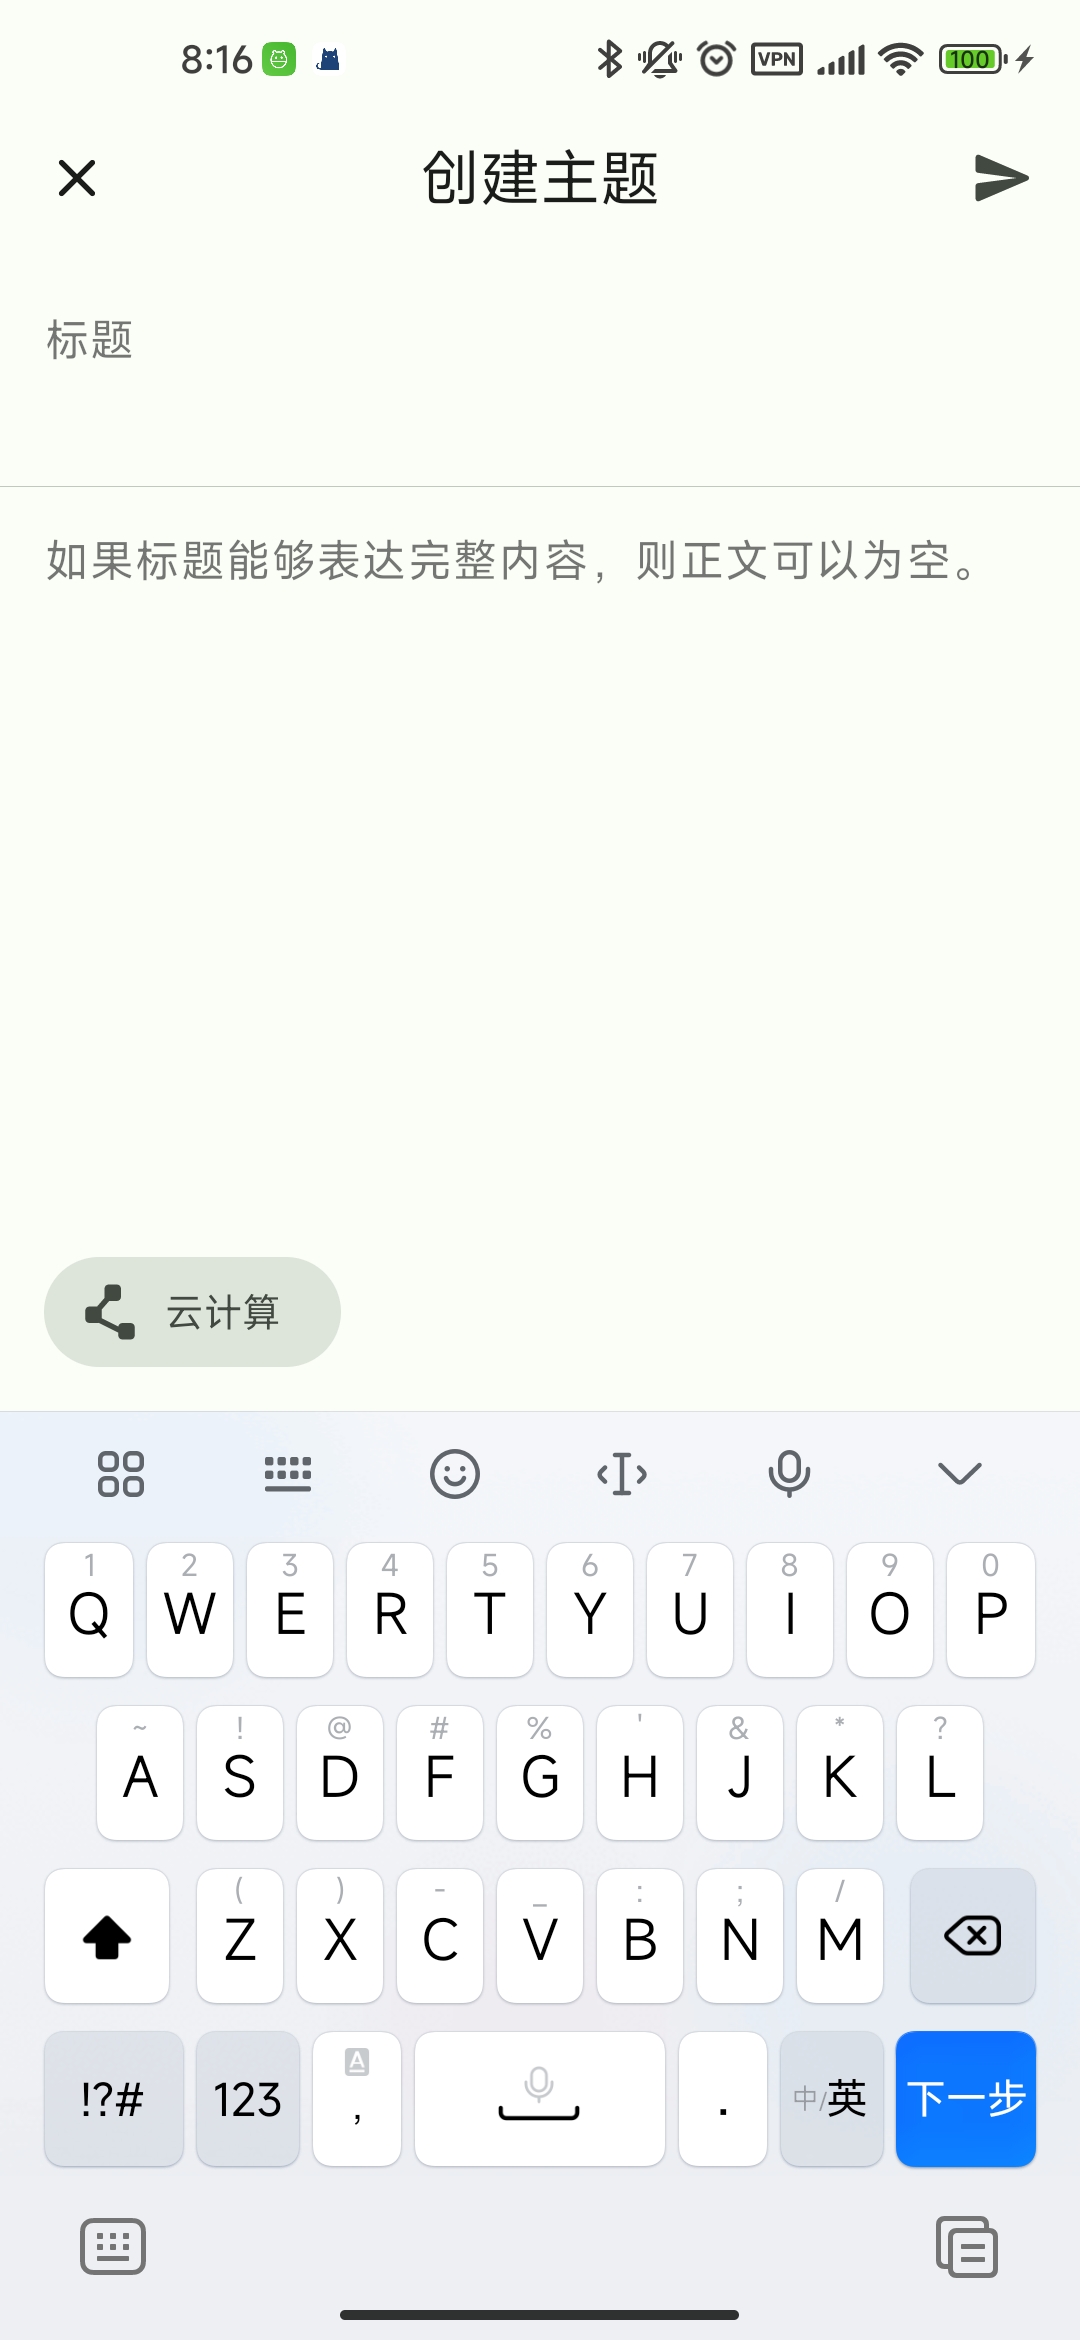 8:16 VPN 100
创建主题
标题
如果标题能够表达完整内容，则正文可以为空。
云计算
1 2 3 4 5 6 7 8 9 0
Q W E R T Y U I O P
~ ! @ # % ' & * ?
A S D F G H J K L
( ) - _ : ; /
Z X C V B N M
!?# 123 A , . 中/英 下一步